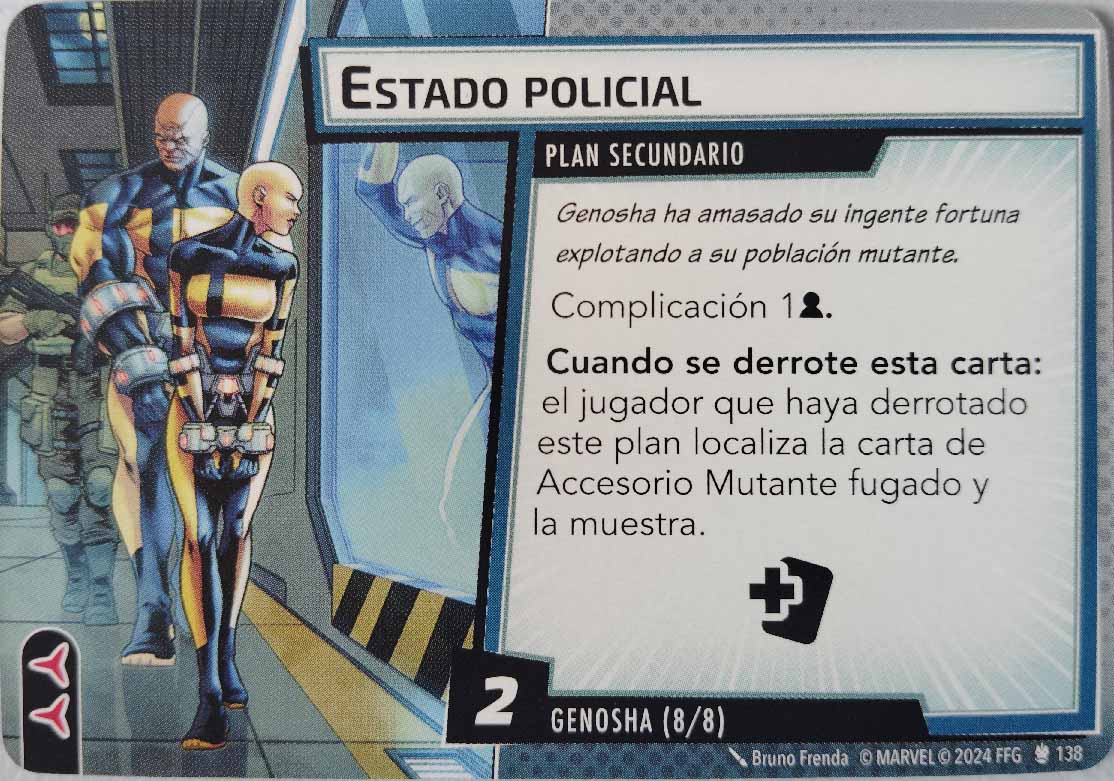 Estado policial
PLAN SECUNDARIO
Genosha ha amasado su ingente fortuna
explotando a su población mutante.
Complicación 1.
Cuando se derrote esta carta:
el jugador que haya derrotado
este plan localiza la carta de
Accesorio Mutante fugado y
la muestra.
2
GENOSHA (8/8)
Bruno Frenda © MARVEL © 2024 FFG 138